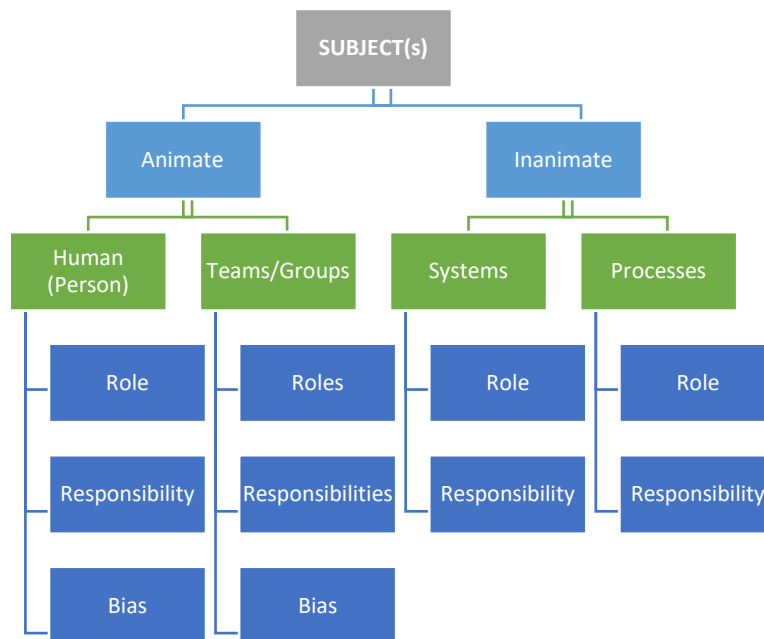 SUBJECT(s)
Animate
Inanimate
Human
(Person)
Teams/Groups
Systems
Processes
Role
Roles
Role
Role
Responsibility
Responsibilities
Responsibility
Responsibility
Bias
Bias